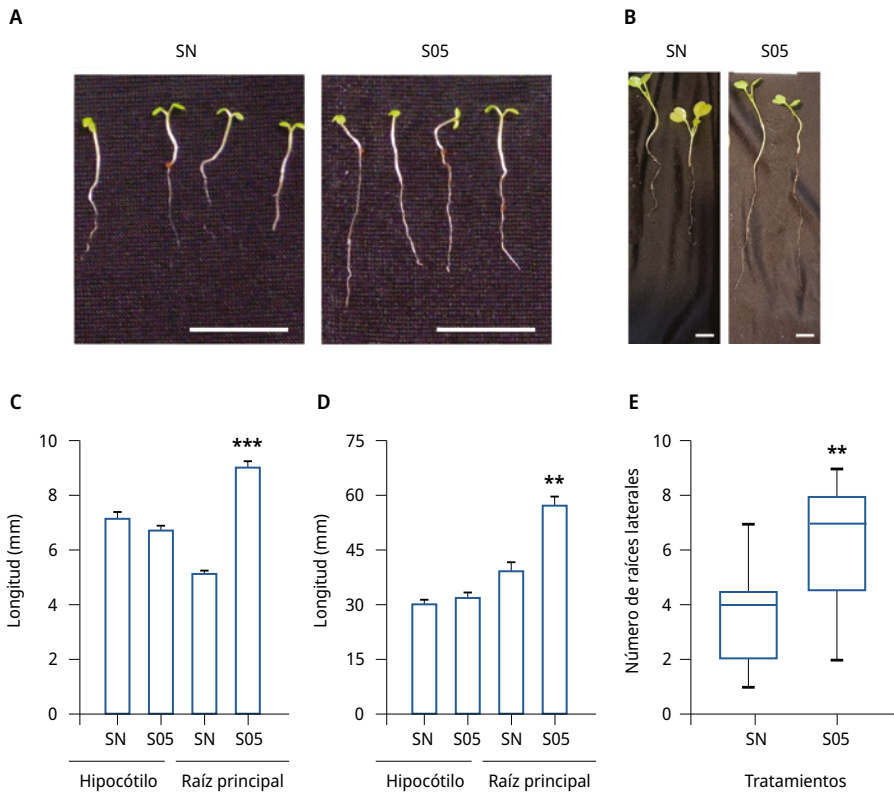 A
SN
S05
B
SN
S05
C
Longitud (mm)
10
8
6
4
2
0
***
SN
S05
SN
S05
Hipocótilo
Raíz principal
D
Longitud (mm)
75
60
45
30
15
0
**
SN
S05
SN
S05
Hipocótilo
Raíz principal
E
Número de raíces laterales
10
8
6
4
2
0
**
SN
S05
Tratamientos